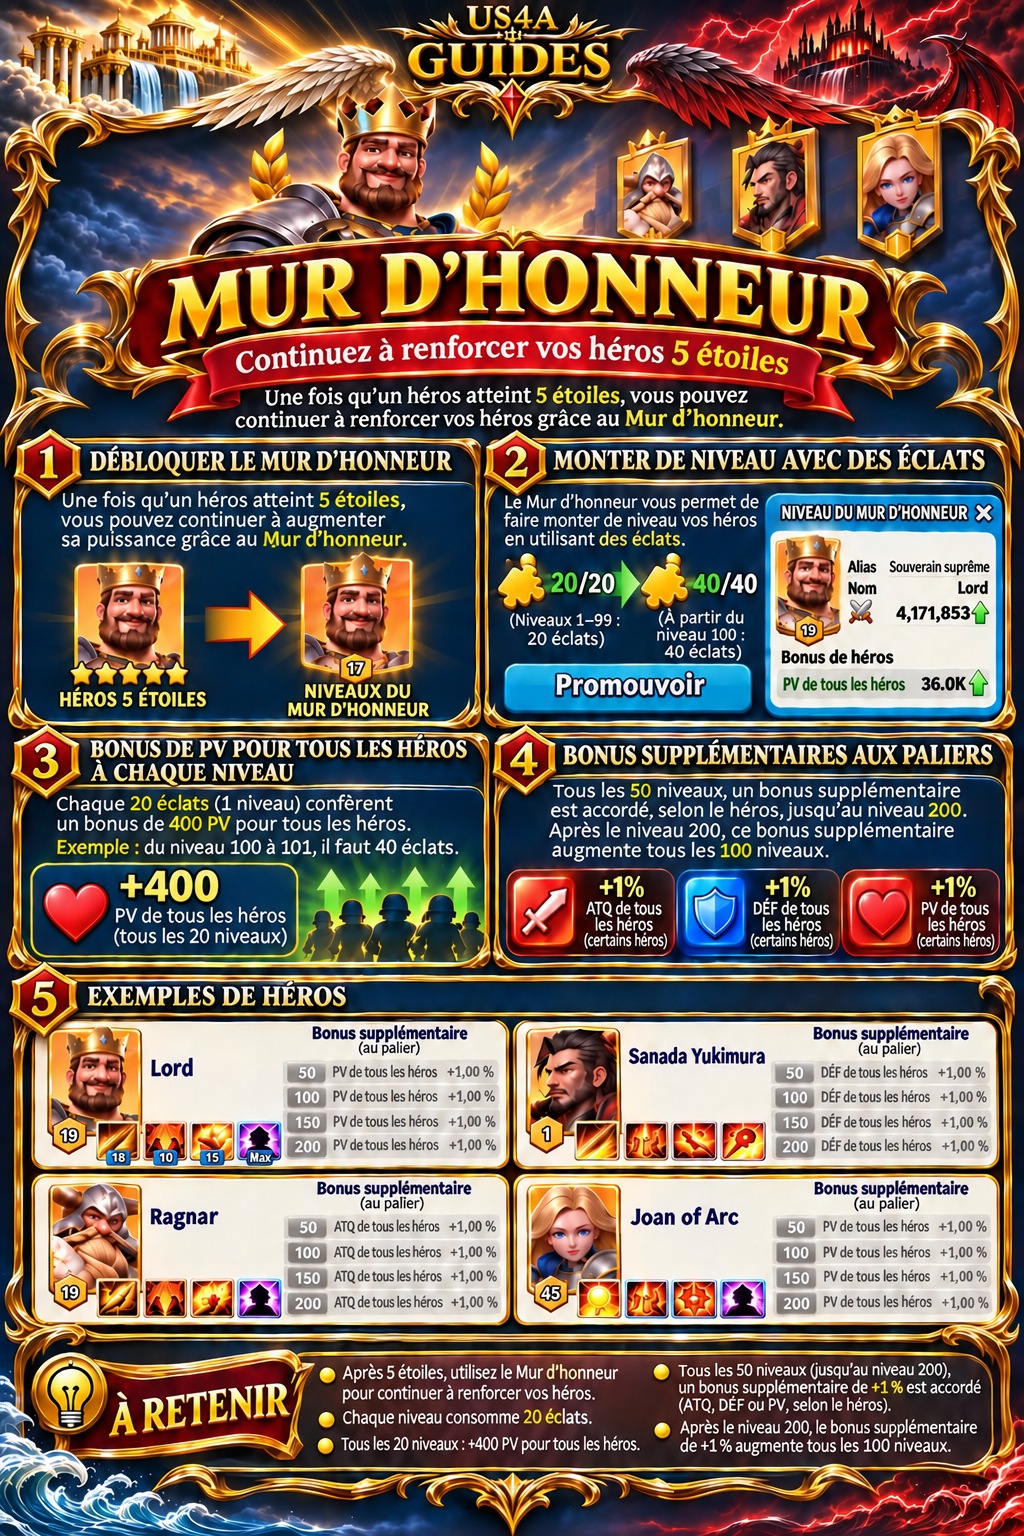 US4A
GUIDES
MUR D'HONNEUR
Continuez à renforcer vos héros 5 étoiles
Une fois qu'un héros atteint 5 étoiles, vous pouvez
continuer à renforcer vos héros grâce au Mur d'honneur.
1 DÉBLOQUER LE MUR D'HONNEUR
Une fois qu'un héros atteint 5 étoiles,
vous pouvez continuer à augmenter
sa puissance grâce au Mur d'honneur.
17
HÉROS 5 ÉTOILES
NIVEAUX DU
MUR D'HONNEUR
2 MONTER DE NIVEAU AVEC DES ÉCLATS
Le Mur d'honneur vous permet de
faire monter de niveau vos héros
en utilisant des éclats.
20/20 40/40
(Niveaux 1–99 :
20 éclats)
(À partir du
niveau 100 :
40 éclats)
Promouvoir
NIVEAU DU MUR D'HONNEUR
Alias Souverain suprême
Nom Lord
4,171,853
19
Bonus de héros
PV de tous les héros 36.0K
3 BONUS DE PV POUR TOUS LES HÉROS
À CHAQUE NIVEAU
Chaque 20 éclats (1 niveau) confèrent
un bonus de 400 PV pour tous les héros.
Exemple : du niveau 100 à 101, il faut 40 éclats.
+400
PV de tous les héros
(tous les 20 niveaux)
4 BONUS SUPPLÉMENTAIRES AUX PALIERS
Tous les 50 niveaux, un bonus supplémentaire
est accordé, selon le héros, jusqu'au niveau 200.
Après le niveau 200, ce bonus supplémentaire
augmente tous les 100 niveaux.
+1%
ATQ de tous
les héros
(certains héros)
+1%
DÉF de tous
les héros
(certains héros)
+1%
PV de tous
les héros
(certains héros)
5 EXEMPLES DE HÉROS
Lord
19
18 10 15 Max
Bonus supplémentaire
(au palier)
50 PV de tous les héros +1,00 %
100 PV de tous les héros +1,00 %
150 PV de tous les héros +1,00 %
200 PV de tous les héros +1,00 %
Sanada Yukimura
1
Bonus supplémentaire
(au palier)
50 DÉF de tous les héros +1,00 %
100 DÉF de tous les héros +1,00 %
150 DÉF de tous les héros +1,00 %
200 DÉF de tous les héros +1,00 %
Ragnar
19
Bonus supplémentaire
(au palier)
50 ATQ de tous les héros +1,00 %
100 ATQ de tous les héros +1,00 %
150 ATQ de tous les héros +1,00 %
200 ATQ de tous les héros +1,00 %
Joan of Arc
45
Bonus supplémentaire
(au palier)
50 PV de tous les héros +1,00 %
100 PV de tous les héros +1,00 %
150 PV de tous les héros +1,00 %
200 PV de tous les héros +1,00 %
À RETENIR
Après 5 étoiles, utilisez le Mur d'honneur
pour continuer à renforcer vos héros.
Chaque niveau consomme 20 éclats.
Tous les 20 niveaux : +400 PV pour tous les héros.
Tous les 50 niveaux (jusqu'au niveau 200),
un bonus supplémentaire de +1 % est accordé
(ATQ, DÉF ou PV, selon le héros).
Après le niveau 200, le bonus supplémentaire
de +1 % augmente tous les 100 niveaux.